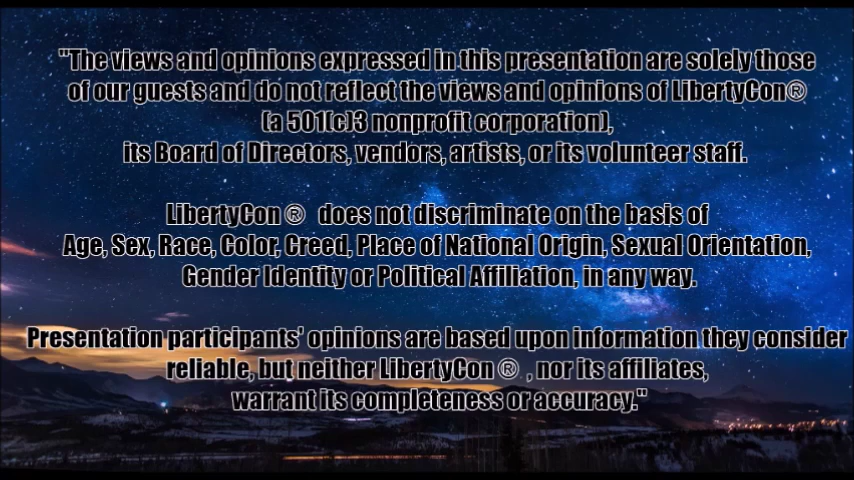 "The views and opinions expressed in this presentation are solely those
of our guests and do not reflect the views and opinions of LibertyCon®
(a 501(c)3 nonprofit corporation),
its Board of Directors, vendors, artists, or its volunteer staff.
LibertyCon ® does not discriminate on the basis of
Age, Sex, Race, Color, Creed, Place of National Origin, Sexual Orientation,
Gender Identity or Political Affiliation, in any way.
Presentation participants' opinions are based upon information they consider
reliable, but neither LibertyCon ® , nor its affiliates,
warrant its completeness or accuracy."